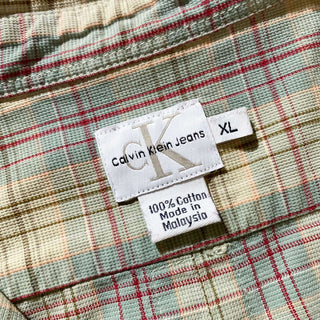 cK
Calvin Klein Jeans
XL
100% Cotton
Made in
Malaysia